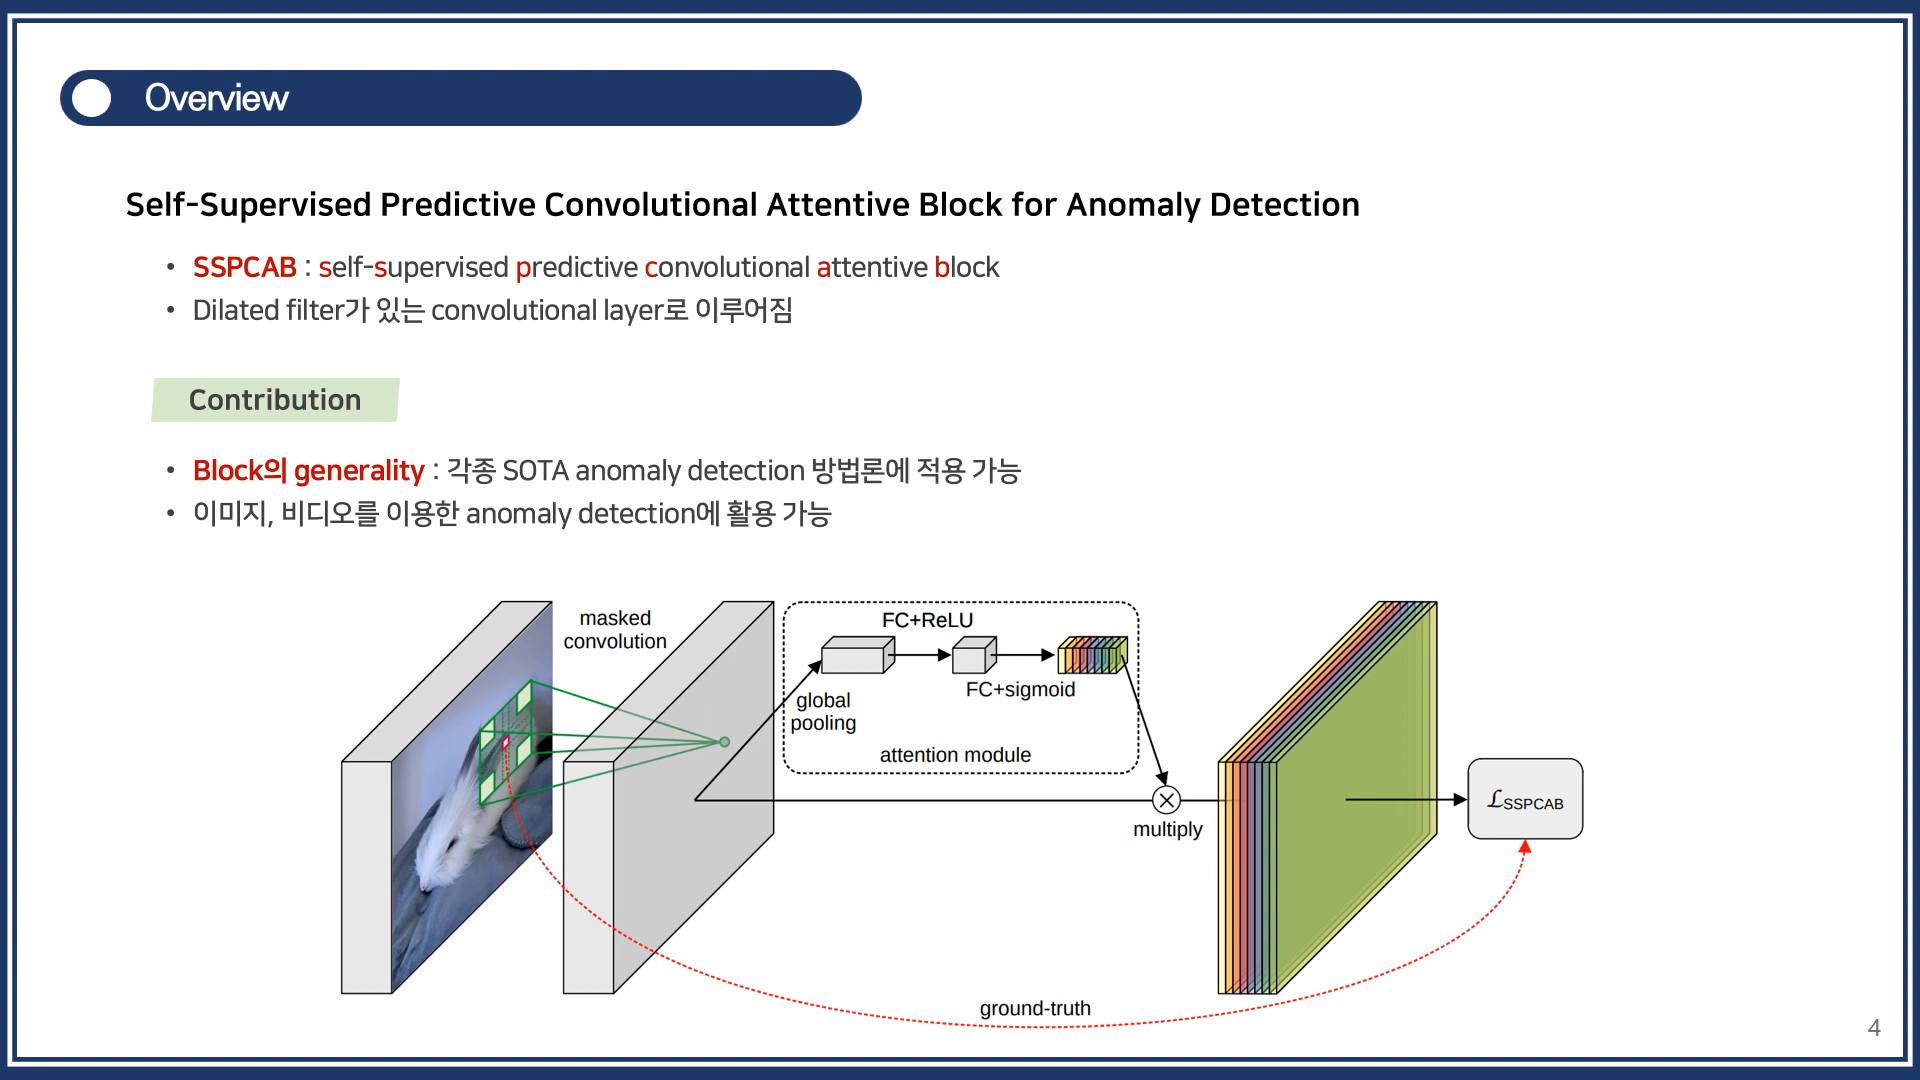 Overview
Self-Supervised Predictive Convolutional Attentive Block for Anomaly Detection
• SSPCAB : self-supervised predictive convolutional attentive block
• Dilated filter가 있는 convolutional layer로 이루어짐
Contribution
• Block의 generality : 각종 SOTA anomaly detection 방법론에 적용 가능
• 이미지, 비디오를 이용한 anomaly detection에 활용 가능
masked
convolution
FC+ReLU
FC+sigmoid
global
pooling
attention module
multiply
ℒSSPCAB
ground-truth
4